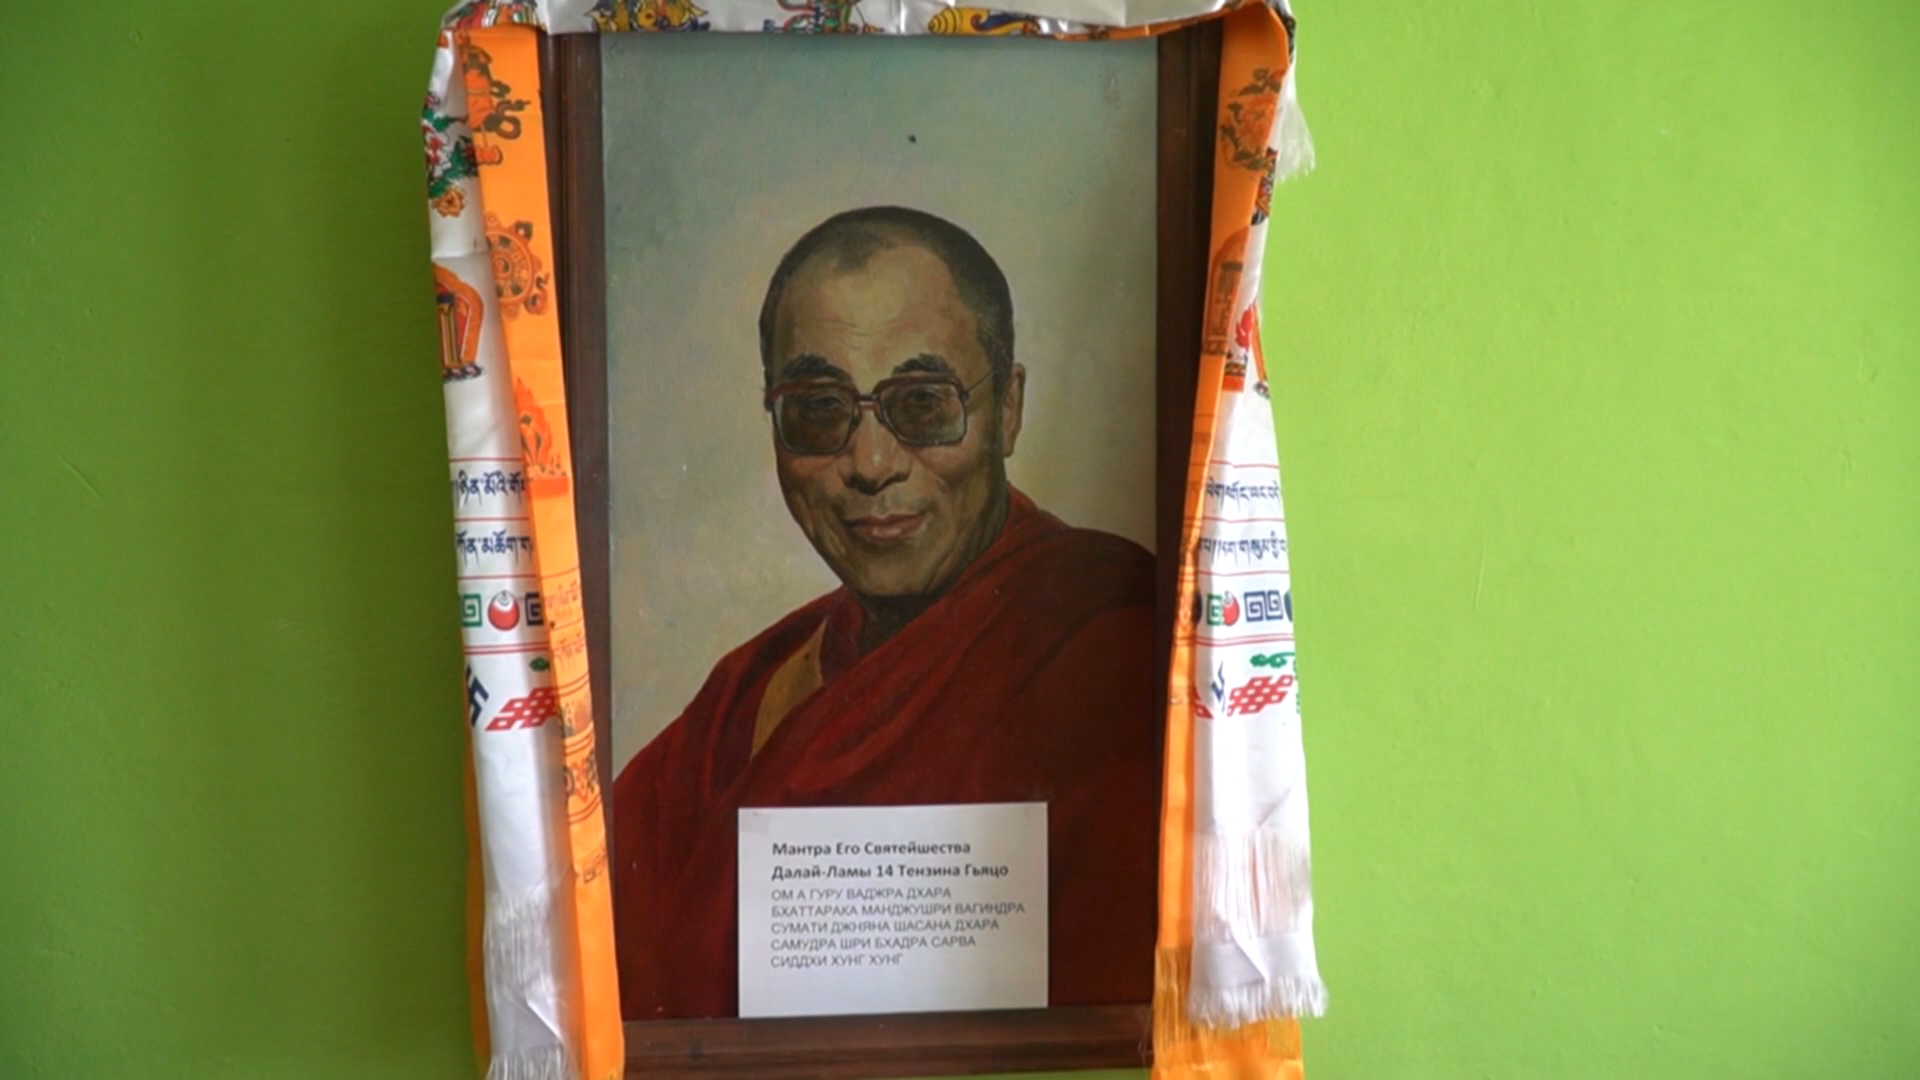 Мантра Его Святейшества
Далай-Ламы 14 Тензина Гьяцо
ОМ А ГУРУ ВАДЖРА ДХАРА
БХАТТАРАКА МАНДЖУШРИ ВАГИНДРА
СУМАТИ ДЖНЯНА ШАСАНА ДХАРА
САМУДРА ШРИ БХАДРА САРВА
СИДДХИ ХУНГ ХУНГ